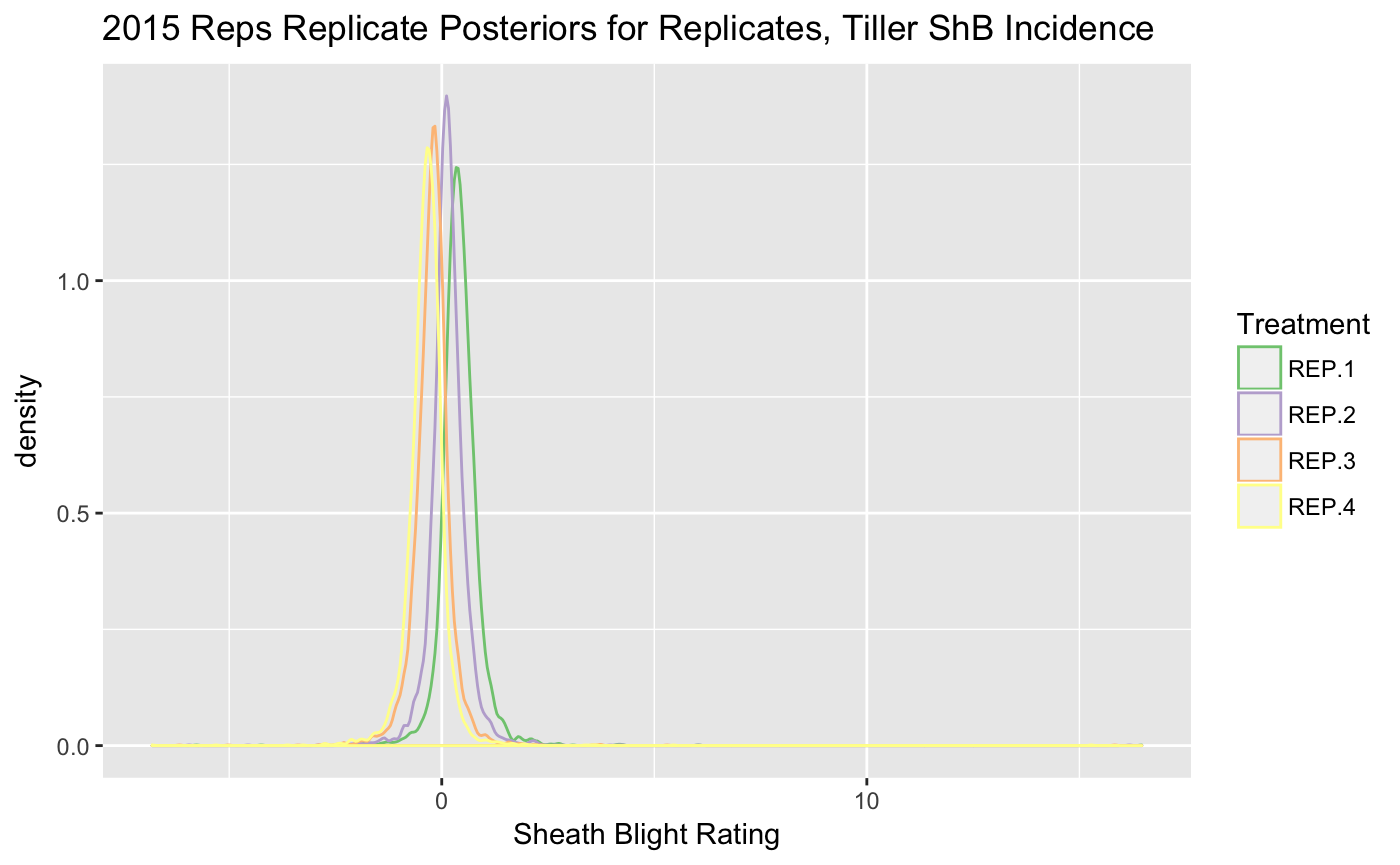 2015 Reps Replicate Posteriors for Replicates, Tiller ShB Incidence
density
1.0
0.5
0.0
0
10
Sheath Blight Rating
Treatment
REP.1
REP.2
REP.3
REP.4